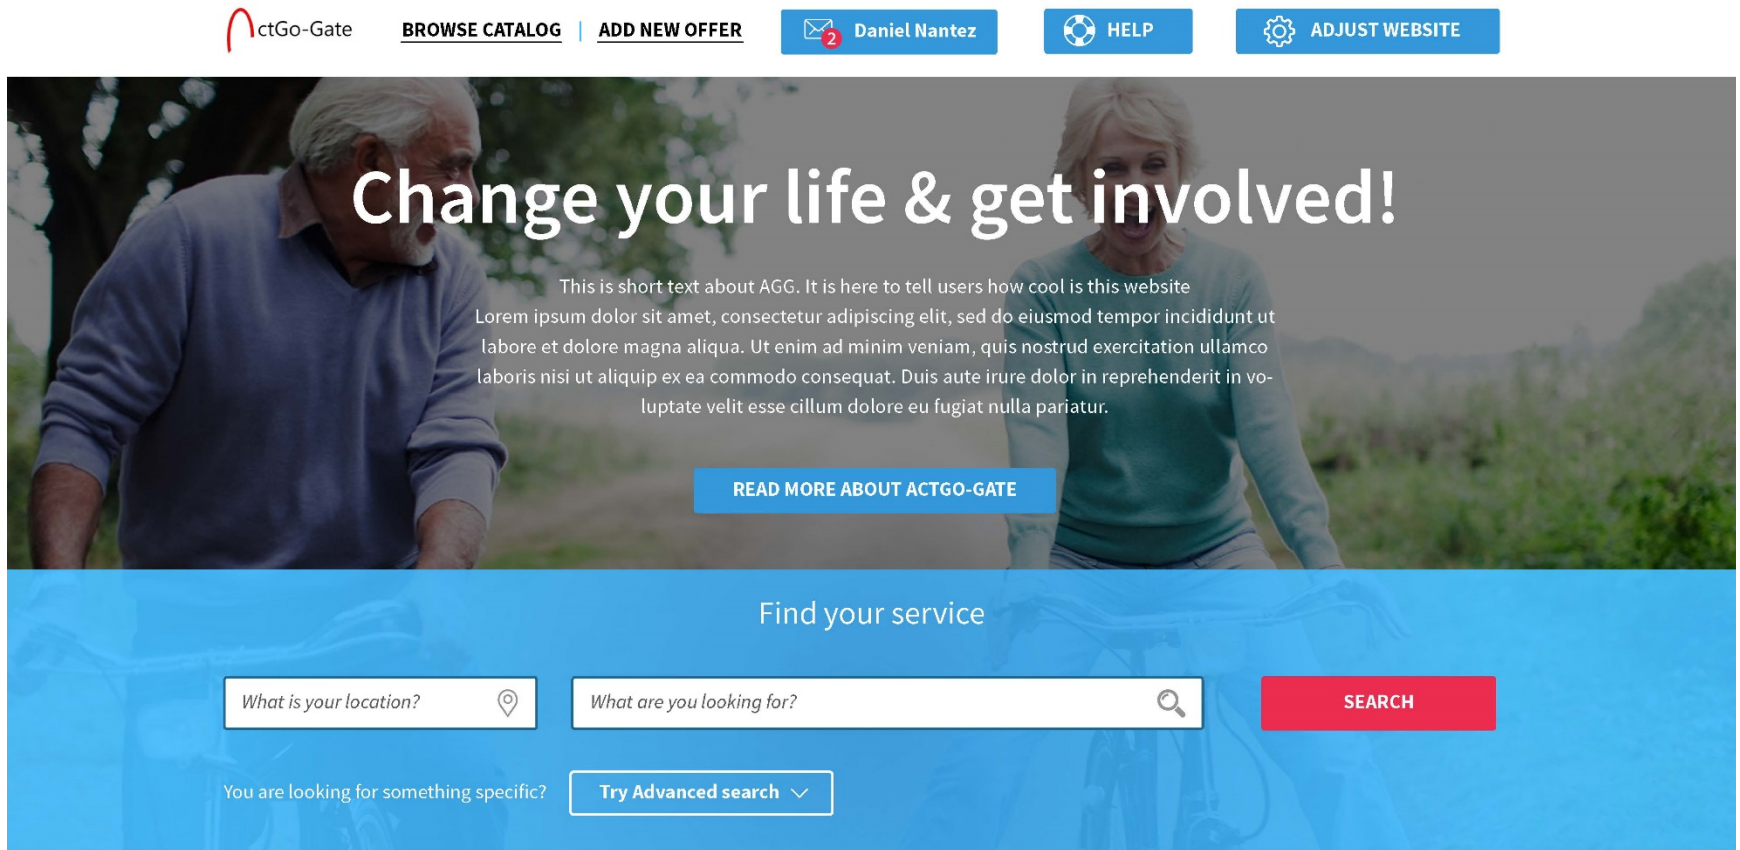 ctGo-Gate
BROWSE CATALOG | ADD NEW OFFER
2 Daniel Nantez
HELP
ADJUST WEBSITE
Change your life & get involved!
This is short text about AGG. It is here to tell users how cool is this website
Lorem ipsum dolor sit amet, consectetur adipiscing elit, sed do eiusmod tempor incididunt ut
labore et dolore magna aliqua. Ut enim ad minim veniam, quis nostrud exercitation ullamco
laboris nisi ut aliquip ex ea commodo consequat. Duis aute irure dolor in reprehenderit in vo-
luptate velit esse cillum dolore eu fugiat nulla pariatur.
READ MORE ABOUT ACTGO-GATE
Find your service
What is your location?
What are you looking for?
SEARCH
You are looking for something specific?
Try Advanced search